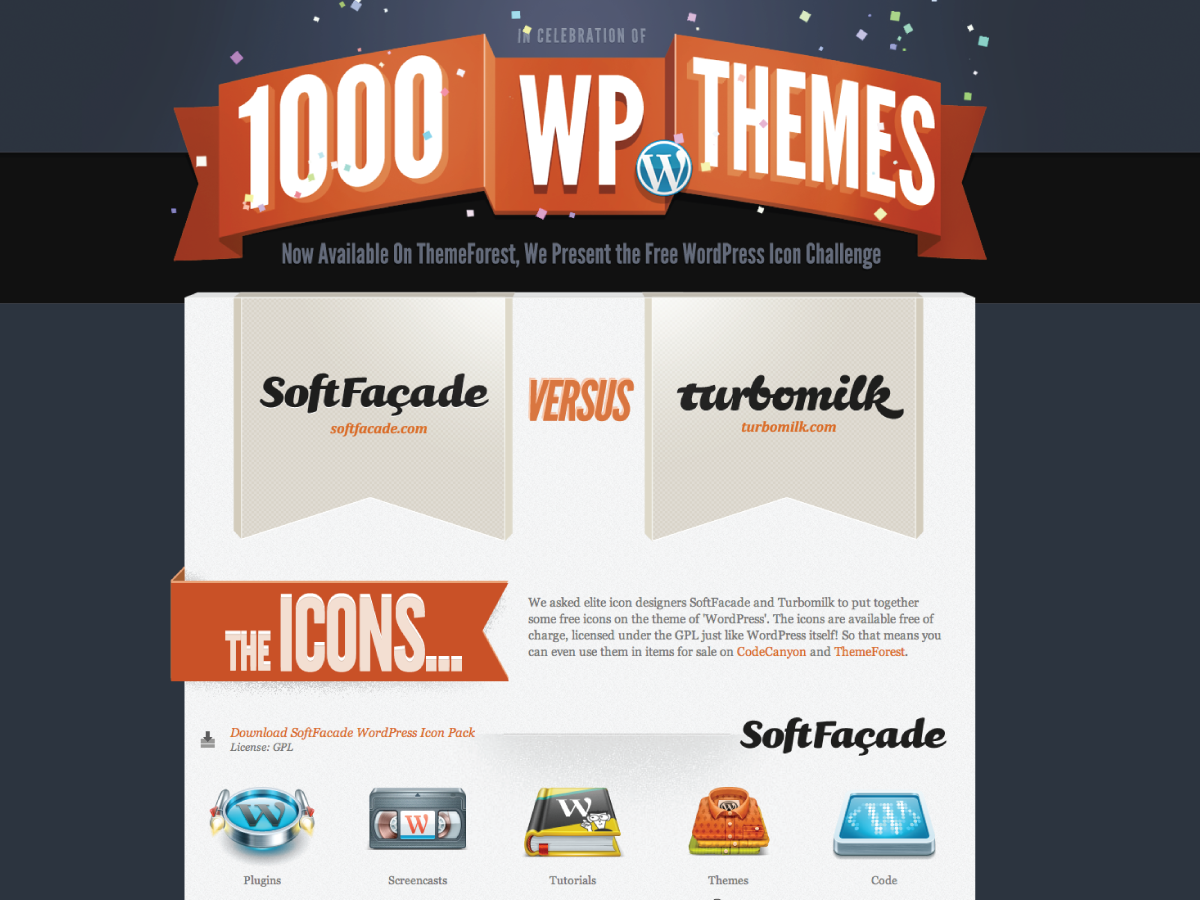 IN CELEBRATION OF
1000 WP THEMES
Now Available On ThemeForest, We Present the Free WordPress Icon Challenge
SoftFaçade
softfacade.com
VERSUS
turbomilk
turbomilk.com
THE ICONS...
We asked elite icon designers SoftFacade and Turbomilk to put together
some free icons on the theme of 'WordPress'. The icons are available free of
charge, licensed under the GPL just like WordPress itself! So that means you
can even use them in items for sale on CodeCanyon and ThemeForest.
Download SoftFacade WordPress Icon Pack
License: GPL
SoftFaçade
W
W
W
W
W
Plugins
Screencasts
Tutorials
Themes
Code